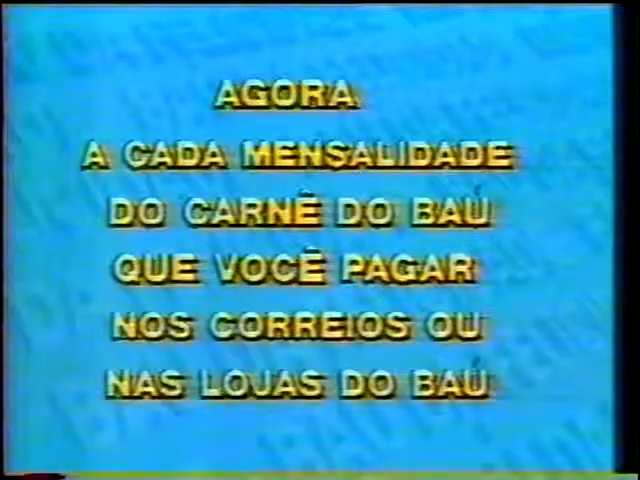 AGORA
A CADA MENSALIDADE
DO CARNÊ DO BAÚ
QUE VOCÊ PAGAR
NOS CORREIOS OU
NAS LOJAS DO BAÚ